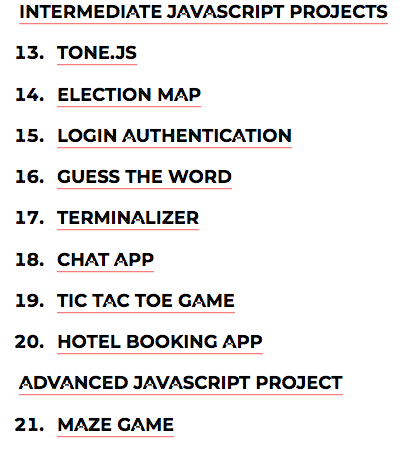 INTERMEDIATE JAVASCRIPT PROJECTS
13. TONE.JS
14. ELECTION MAP
15. LOGIN AUTHENTICATION
16. GUESS THE WORD
17. TERMINALIZER
18. CHAT APP
19. TIC TAC TOE GAME
20. HOTEL BOOKING APP
ADVANCED JAVASCRIPT PROJECT
21. MAZE GAME